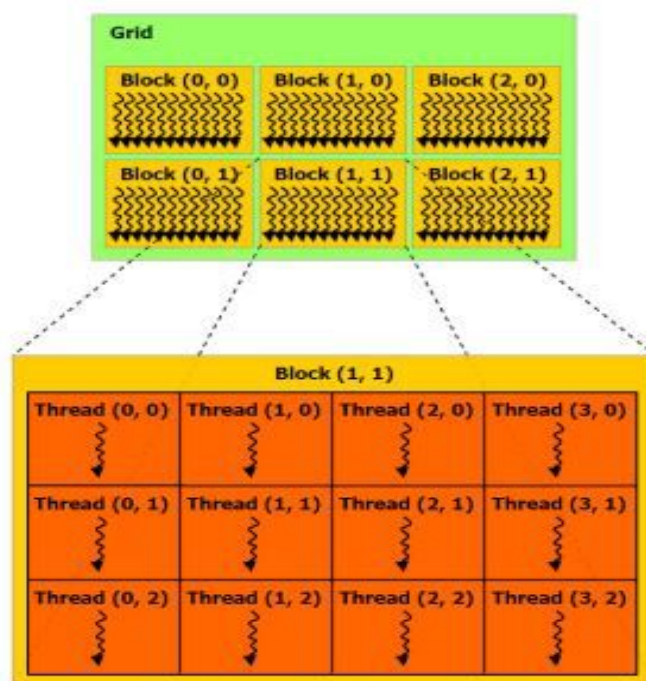 Grid
Block (0, 0) Block (1, 0) Block (2, 0)
Block (0, 1) Block (1, 1) Block (2, 1)
Block (1, 1)
Thread (0, 0) Thread (1, 0) Thread (2, 0) Thread (3, 0)
Thread (0, 1) Thread (1, 1) Thread (2, 1) Thread (3, 1)
Thread (0, 2) Thread (1, 2) Thread (2, 2) Thread (3, 2)